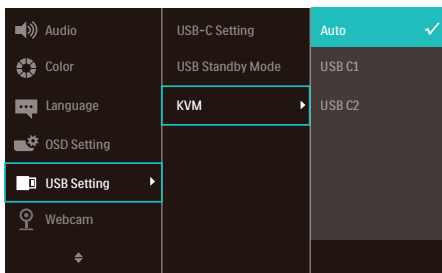 Audio
Color
Language
OSD Setting
USB Setting
Webcam
USB-C Setting
USB Standby Mode
KVM
Auto
USB C1
USB C2